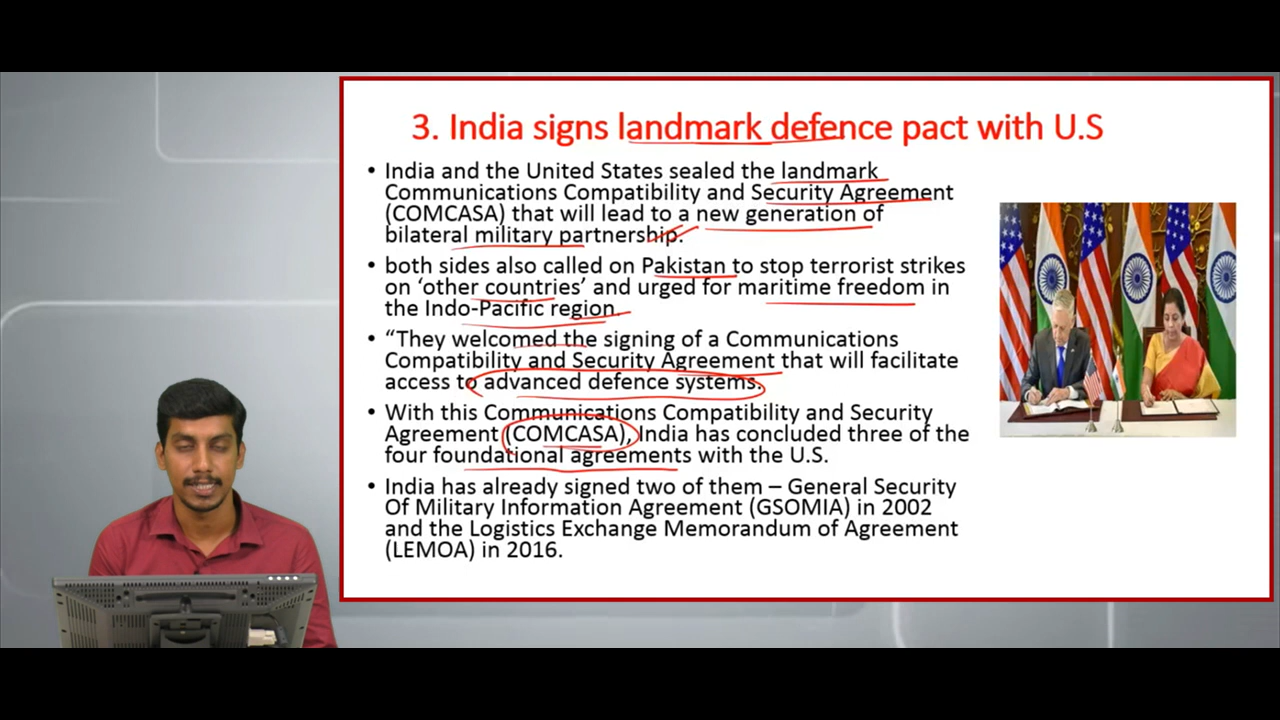 3. India signs landmark defence pact with U.S
• India and the United States sealed the landmark
Communications Compatibility and Security Agreement
(COMCASA) that will lead to a new generation of
bilateral military partnership.
• both sides also called on Pakistan to stop terrorist strikes
on ‘other countries’ and urged for maritime freedom in
the Indo-Pacific region.
• “They welcomed the signing of a Communications
Compatibility and Security Agreement that will facilitate
access to advanced defence systems.
• With this Communications Compatibility and Security
Agreement (COMCASA), India has concluded three of the
four foundational agreements with the U.S.
• India has already signed two of them – General Security
Of Military Information Agreement (GSOMIA) in 2002
and the Logistics Exchange Memorandum of Agreement
(LEMOA) in 2016.